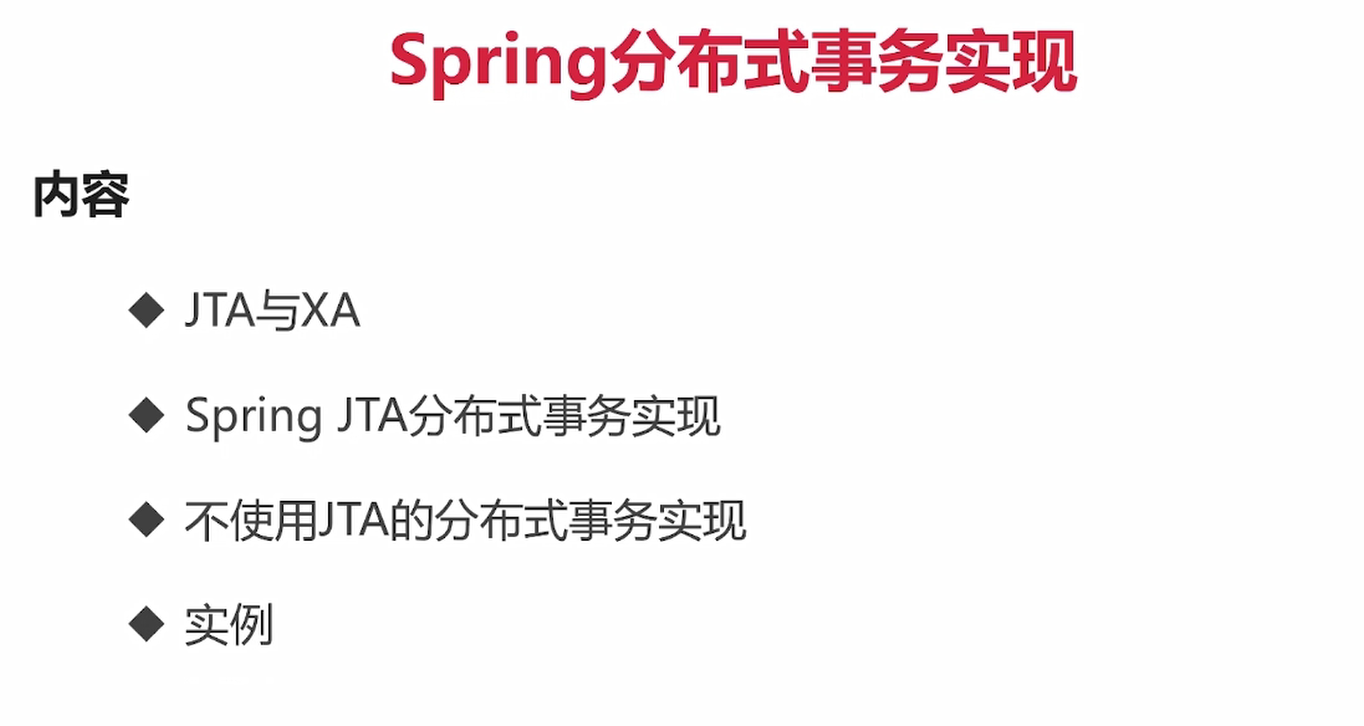 Spring分布式事务实现
内容
◆ JTA与XA
◆ Spring JTA分布式事务实现
◆ 不使用JTA的分布式事务实现
◆ 实例